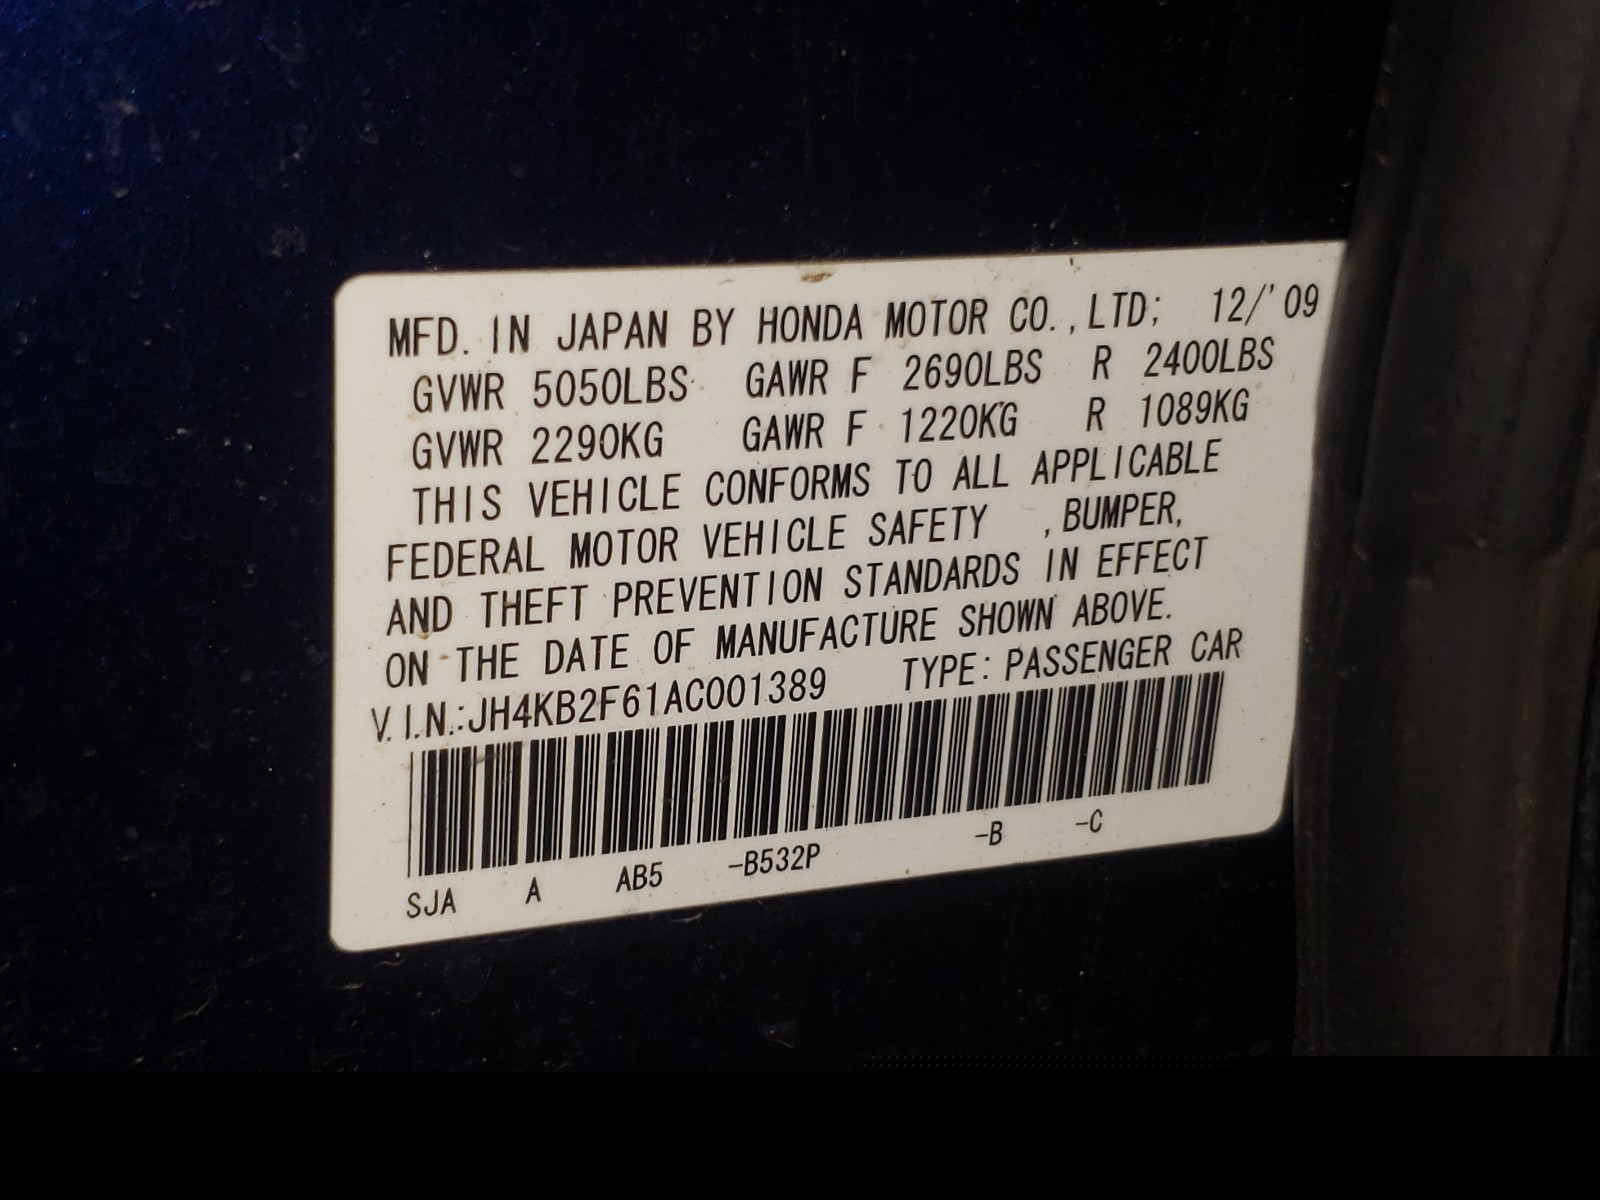 MFD. IN JAPAN BY HONDA MOTOR CO., LTD; 12/'09
GVWR 5050LBS GAWR F 2690LBS R 2400LBS
GVWR 2290KG GAWR F 1220KG R 1089KG
THIS VEHICLE CONFORMS TO ALL APPLICABLE
FEDERAL MOTOR VEHICLE SAFETY , BUMPER,
AND THEFT PREVENTION STANDARDS IN EFFECT
ON THE DATE OF MANUFACTURE SHOWN ABOVE.
V.I.N.:JH4KB2F61AC001389 TYPE: PASSENGER CAR
SJA A AB5 -B532P -B -C